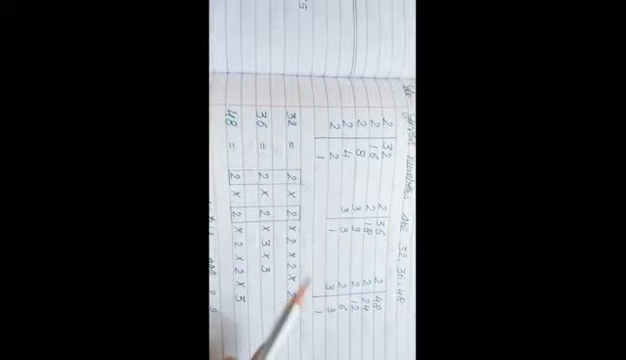 given numbers are 32, 36, 48
2 32 2 36 2 48
2 16 2 18 2 24
2 8 3 9 2 12
2 4 3 3 2 6
2 2 1 3 3
1 1
32 = 2 × 2 × 2 × 2 × 2
36 = 2 × 2 × 3 × 3
48 = 2 × 2 × 2 × 2 × 3